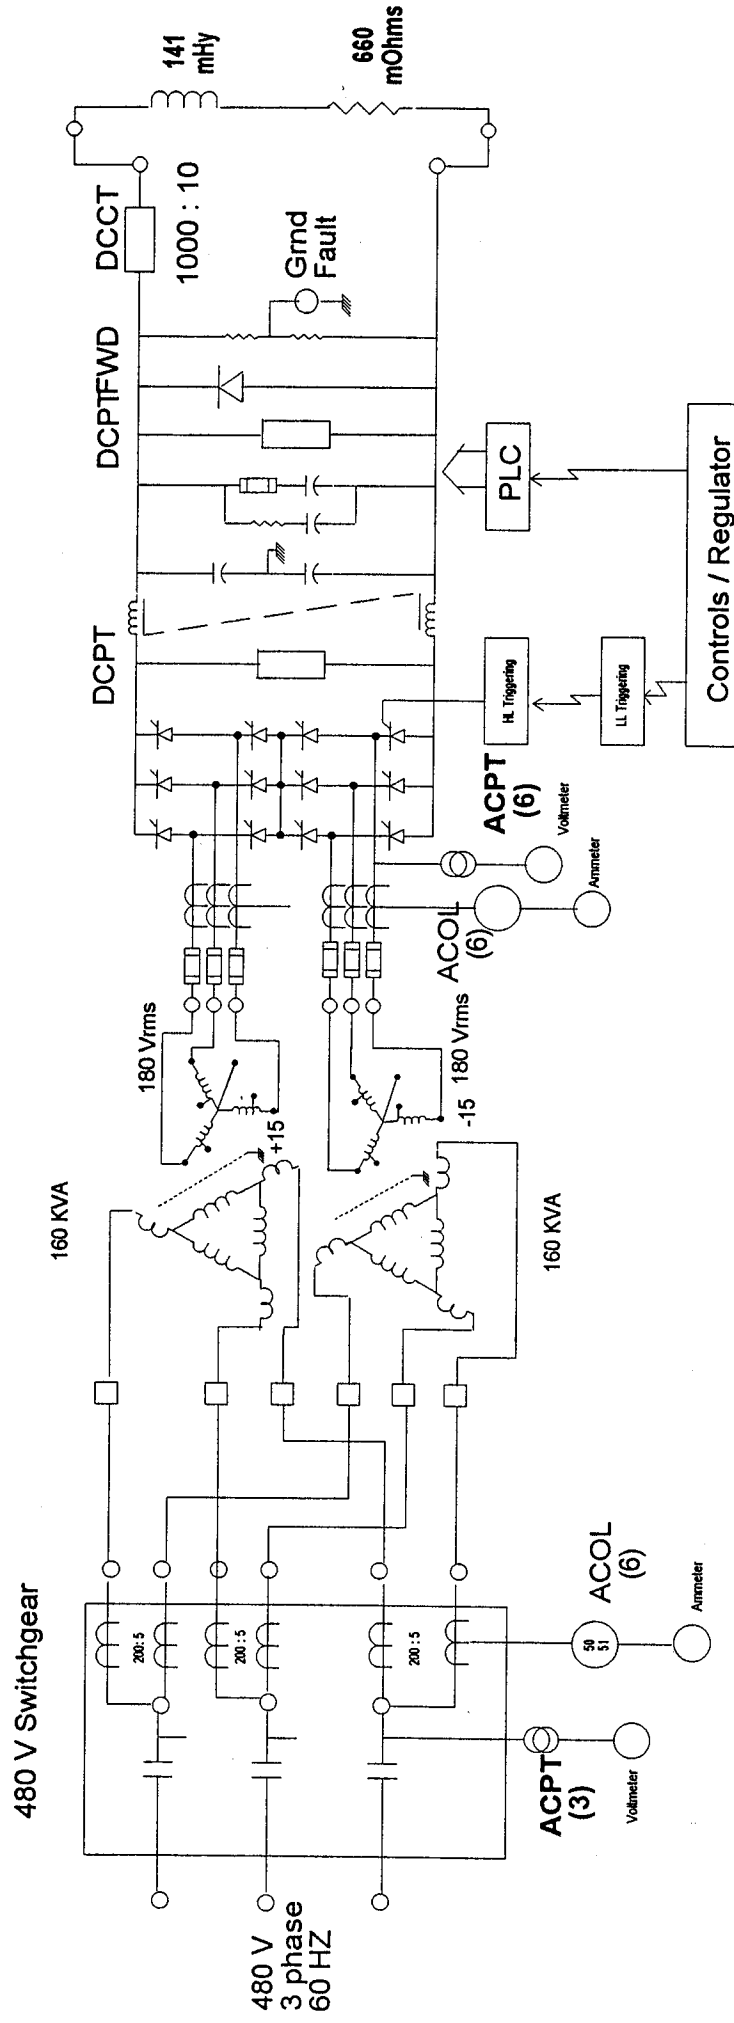 480 V Switchgear
480 V
3 phase
60 HZ
200:5
200 : 5
200 : 5
ACPT
(3)
Voltmeter
50
51
ACOL
(6)
Ammeter
160 KVA
160 KVA
+15
-15
180 Vrms
180 Vrms
ACOL
(6)
Ammeter
ACPT
(6)
Voltmeter
HL Triggering
LL Triggering
Controls / Regulator
PLC
DCPT
DCPTFWD
Grnd
Fault
DCCT
1000 : 10
141
mHy
660
mOhms